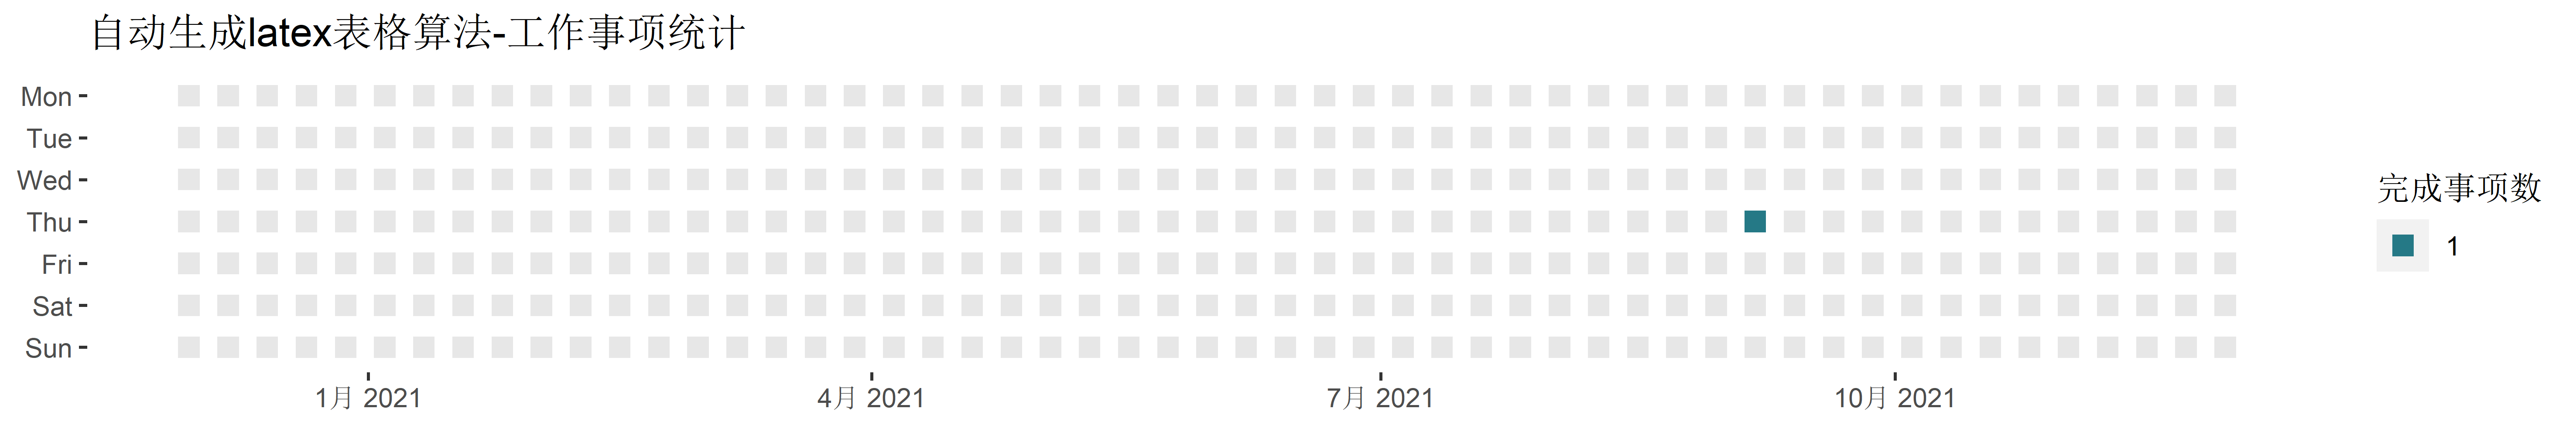 自动生成latex表格算法-工作事项统计
Mon
Tue
Wed
Thu
Fri
Sat
Sun
1月 2021
4月 2021
7月 2021
10月 2021
完成事项数
1